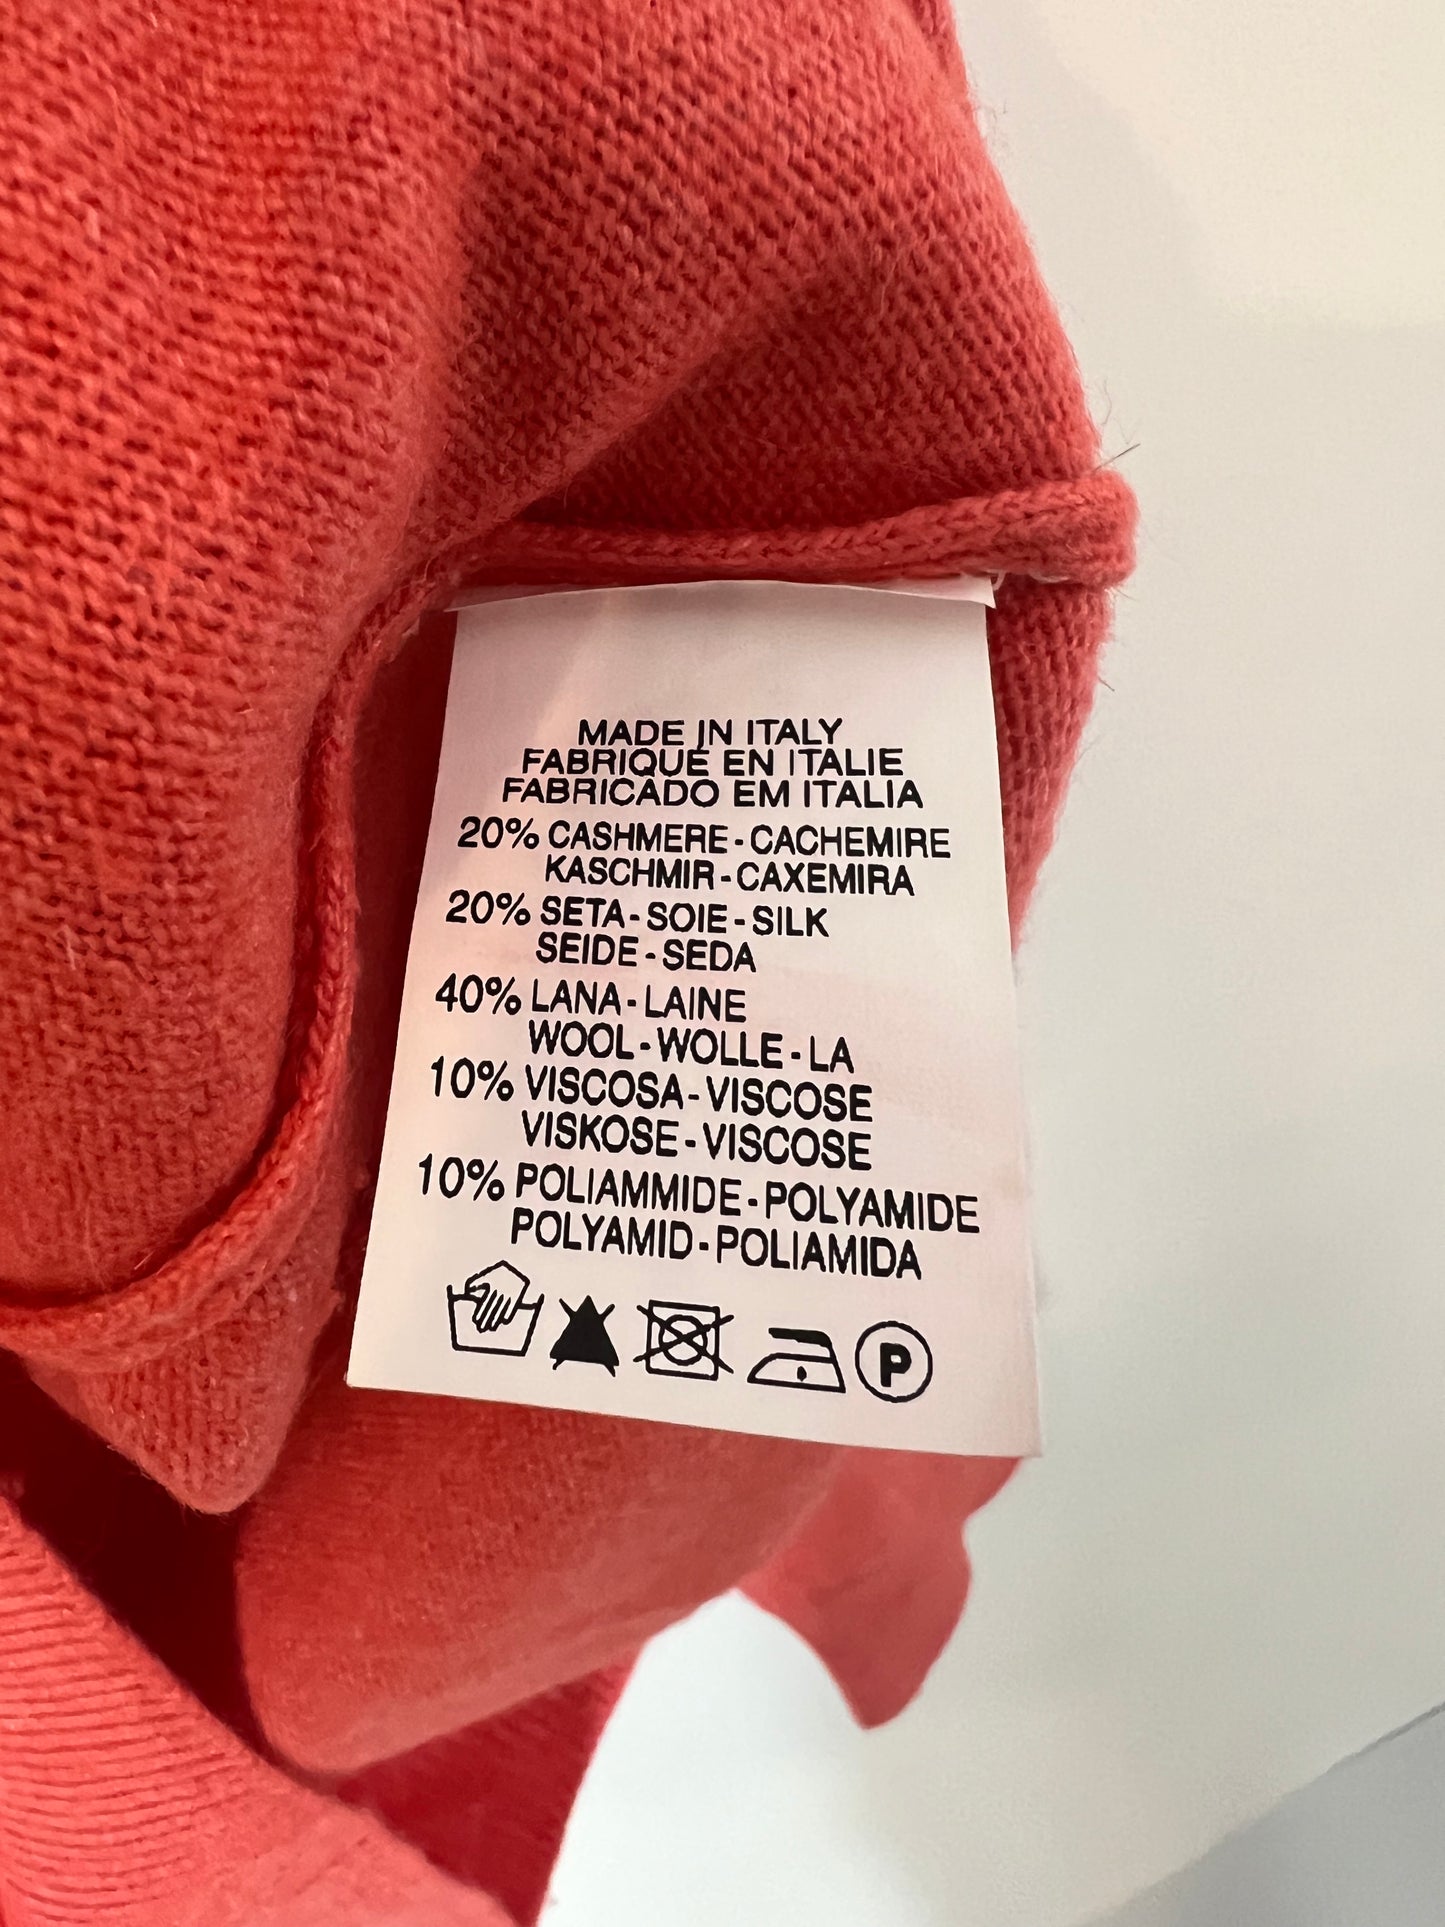 MADE IN ITALY
FABRIQUÉ EN ITALIE
FABRICADO EM ITALIA
20% CASHMERE-CACHEMIRE
KASCHMIR-CAXEMIRA
20% SETA-SOIE-SILK
SEIDE-SEDA
40% LANA-LAINE
WOOL-WOLLE-LA
10% VISCOSA-VISCOSE
VISKOSE-VISCOSE
10% POLIAMMIDE-POLYAMIDE
POLYAMID-POLIAMIDA
P